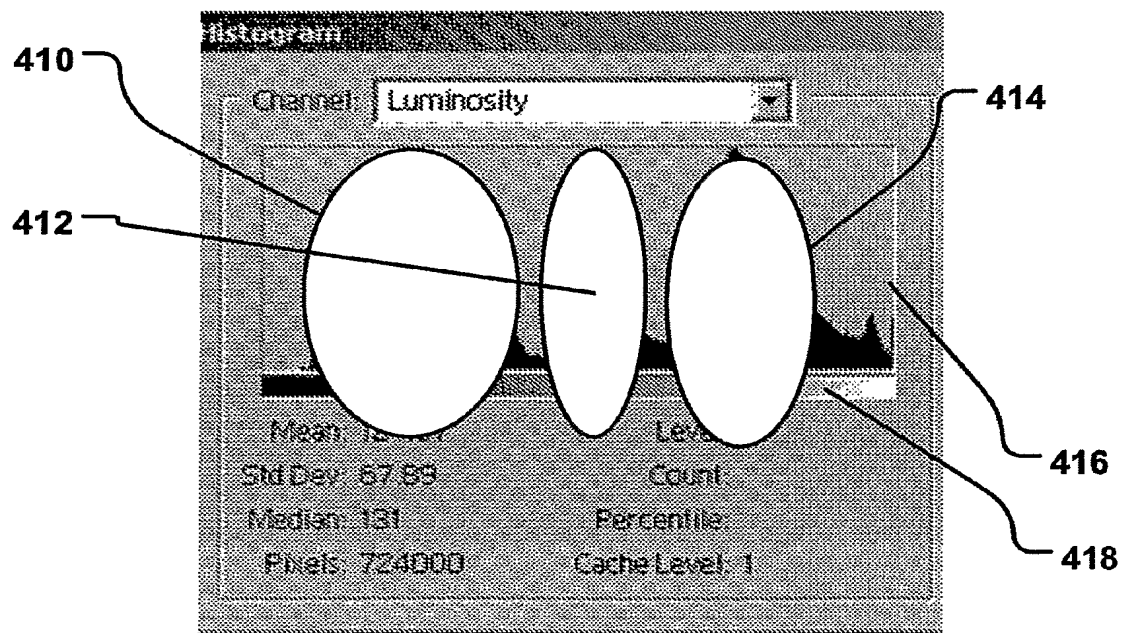 Histogram
410
Channel: Luminosity
414
412
Mean:
Std Dev: 67.89
Count:
416
Median: 131
Percentile:
Pixels: 724000
Cache Level: 1
418